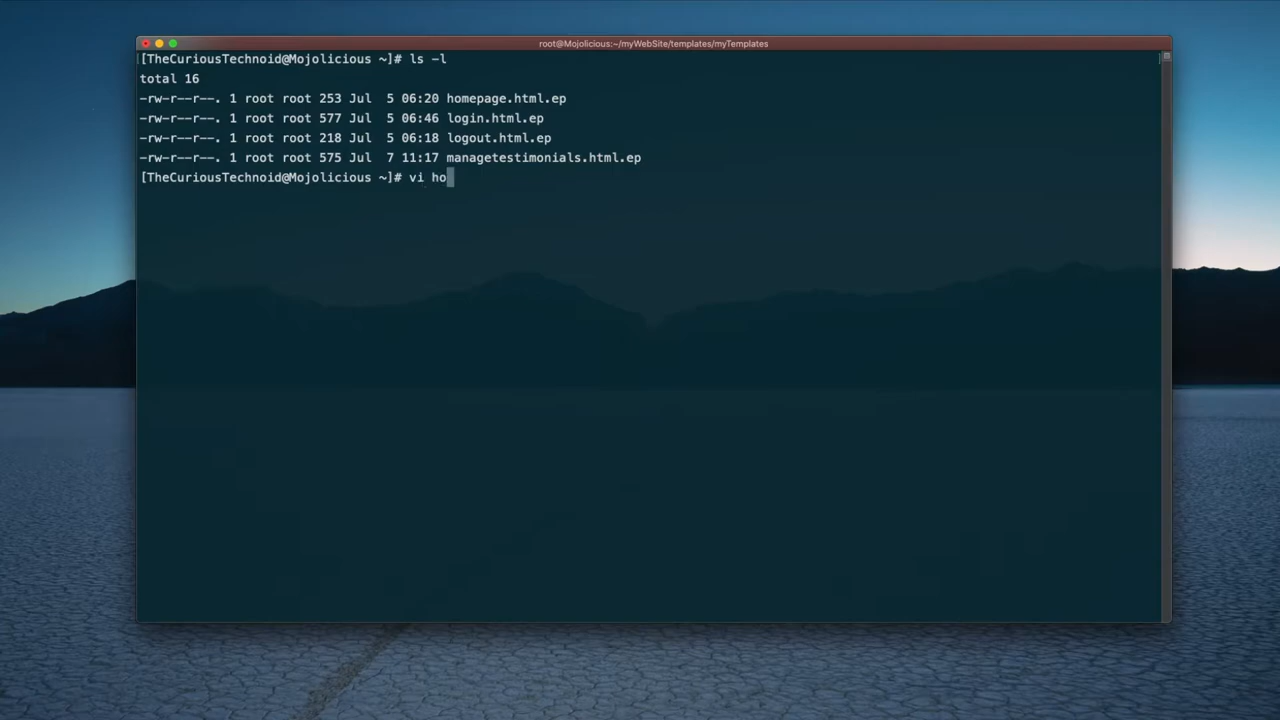 root@Mojolicious:~/myWebSite/templates/myTemplates
[TheCuriousTechnoid@Mojolicious ~]# ls -l
total 16
-rw-r--r--. 1 root root 253 Jul  5 06:20 homepage.html.ep
-rw-r--r--. 1 root root 577 Jul  5 06:46 login.html.ep
-rw-r--r--. 1 root root 218 Jul  5 06:18 logout.html.ep
-rw-r--r--. 1 root root 575 Jul  7 11:17 managetestimonials.html.ep
[TheCuriousTechnoid@Mojolicious ~]# vi ho